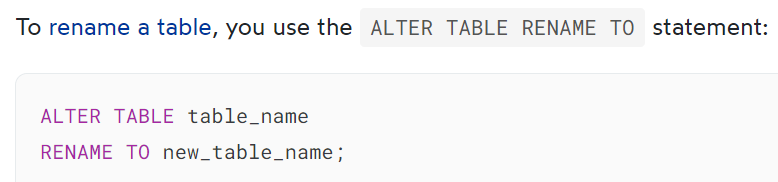 To rename a table, you use the ALTER TABLE RENAME TO statement:
ALTER TABLE table_name
RENAME TO new_table_name;